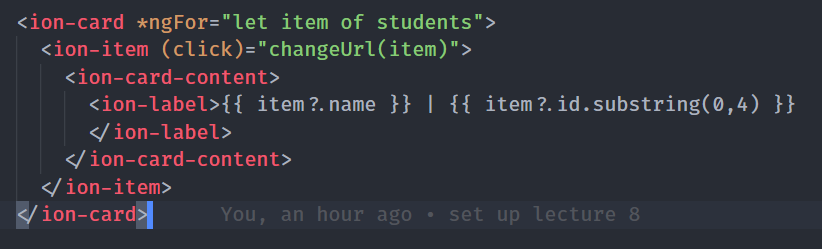 <ion-card *ngFor="let item of students">
<ion-item (click)="changeUrl(item)">
<ion-card-content>
<ion-label>{{ item?.name }} | {{ item?.id.substring(0,4) }}
</ion-label>
</ion-card-content>
</ion-item>
</ion-card> You, an hour ago • set up lecture 8